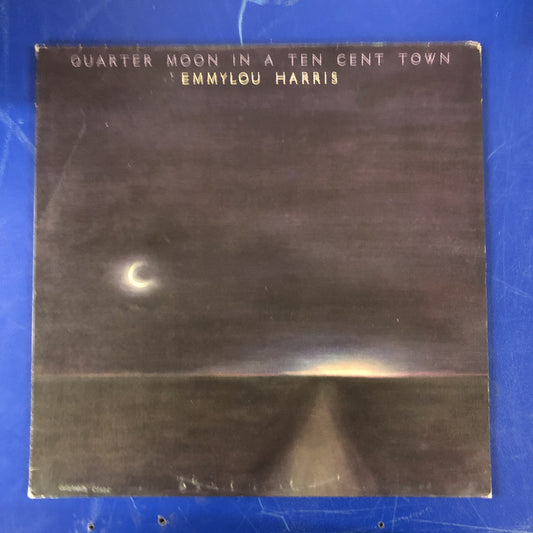 QUARTER MOON IN A TEN CENT TOWN
EMMYLOU HARRIS